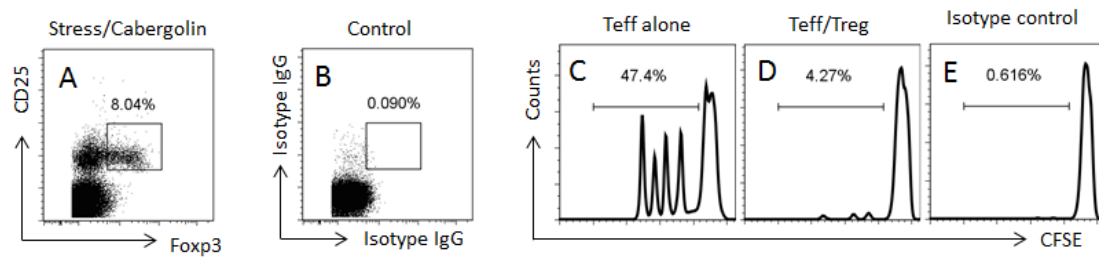 Stress/Cabergolin
Control
Teff alone
Teff/Treg
Isotype control
A
B
C
D
E
CD25
8.04%
Isotype IgG
0.090%
Counts
47.4%
4.27%
0.616%
Foxp3
Isotype IgG
CFSE